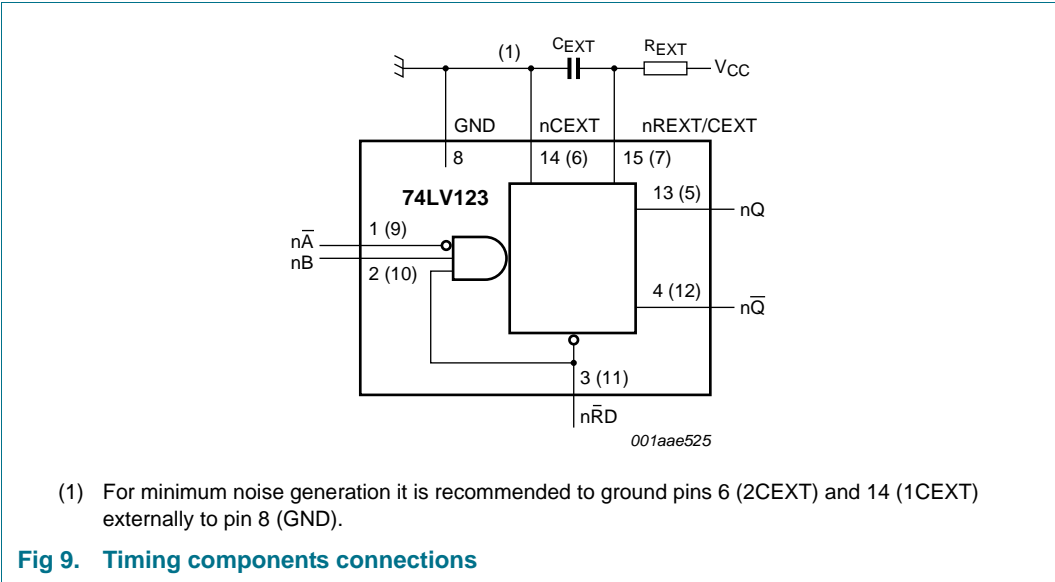 (1) CEXT REXT
VCC
GND nCEXT nREXT/CEXT
8 14 (6) 15 (7)
74LV123
13 (5)
nQ
1 (9)
nA̅
nB
2 (10)
4 (12)
nQ̅
3 (11)
nR̅D
001aae525
(1) For minimum noise generation it is recommended to ground pins 6 (2CEXT) and 14 (1CEXT)
externally to pin 8 (GND).
Fig 9. Timing components connections